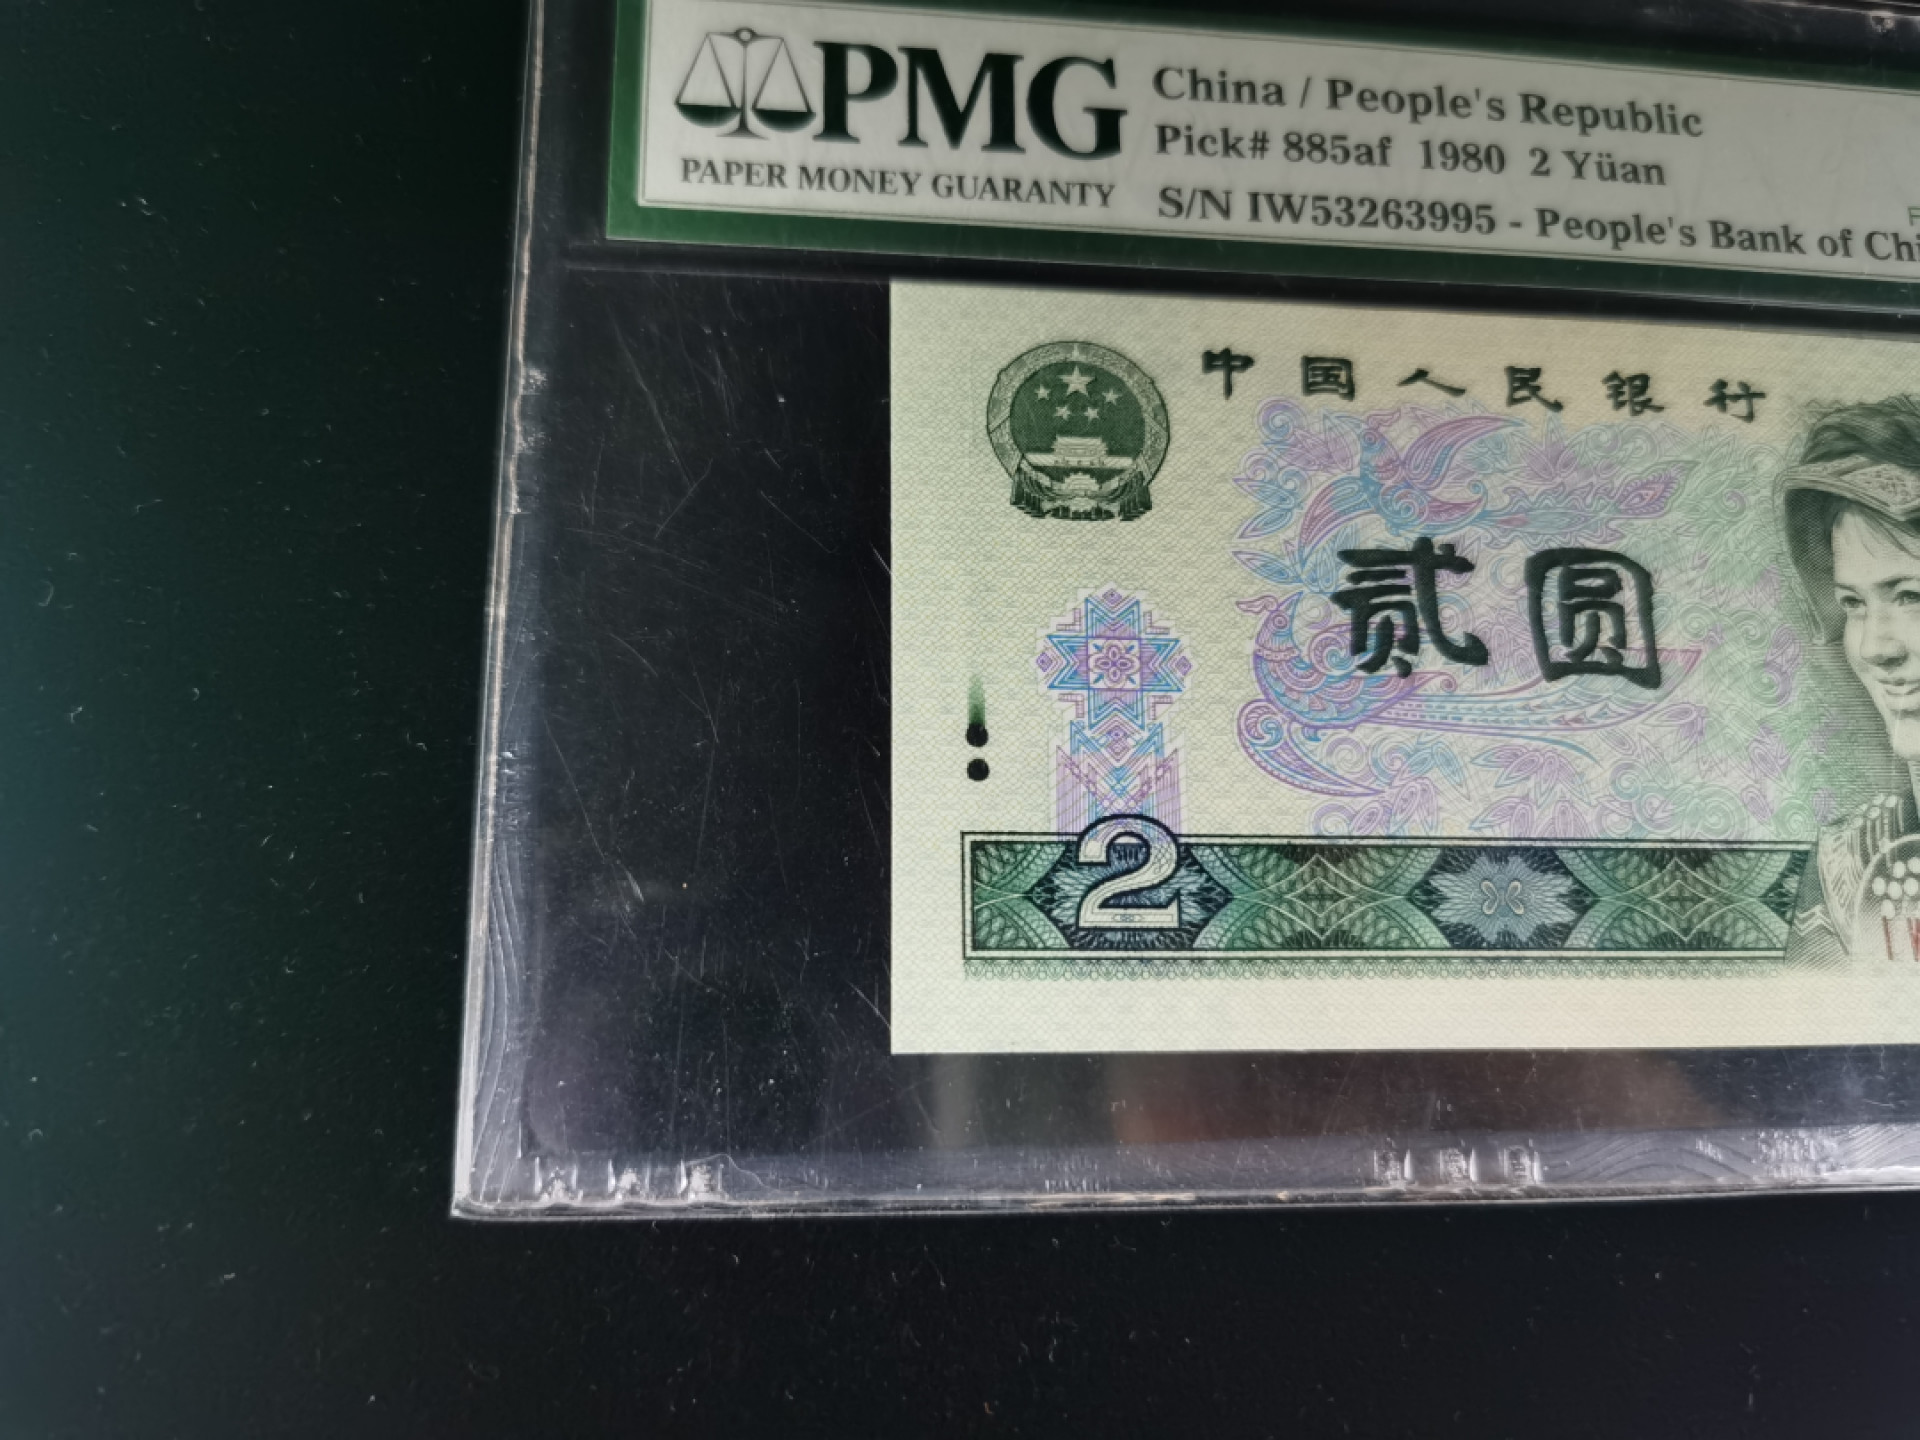 PMG
PAPER MONEY GUARANTY
China / People's Republic
Pick# 885af 1980 2 Yüan
S/N IW53263995 - People's Bank of Chi
中国人民银行
贰圆
2
IW